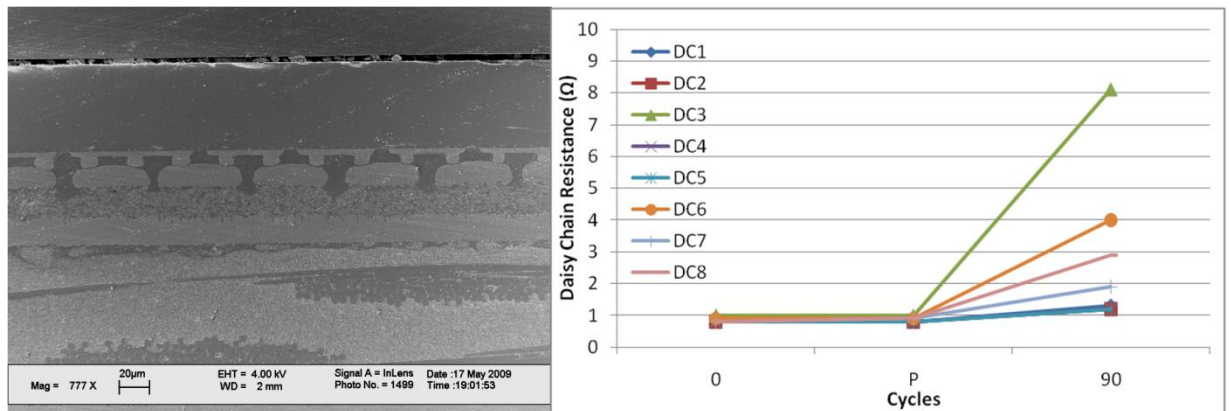 Mag = 777 X
20µm
EHT = 4.00 kV
WD = 2 mm
Signal A = InLens
Photo No. = 1499
Date :17 May 2009
Time :19:01:53
Daisy Chain Resistance (Ω)
10
9
8
7
6
5
4
3
2
1
0
DC1
DC2
DC3
DC4
DC5
DC6
DC7
DC8
0
P
90
Cycles